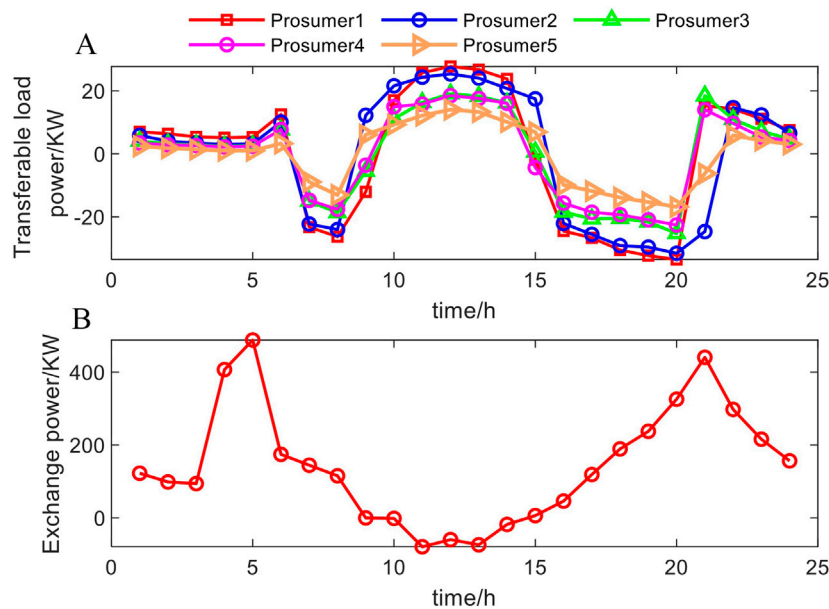 Prosumer1 Prosumer2 Prosumer3
Prosumer4 Prosumer5
A
Transferable load
power/KW
20
0
-20
0 5 10 15 20 25
time/h
B
Exchange power/KW
400
200
0
0 5 10 15 20 25
time/h